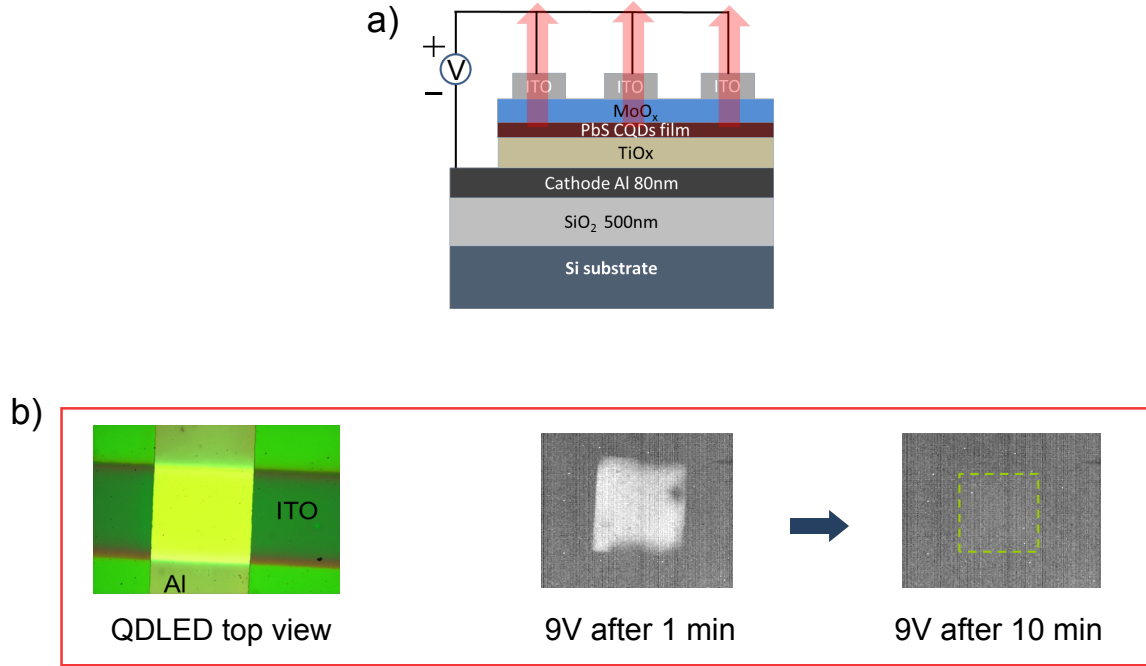 a)
+
V
−
ITO ITO ITO
MoOx
PbS CQDs film
TiOx
Cathode Al 80nm
SiO2 500nm
Si substrate
b)
ITO
Al
QDLED top view
9V after 1 min
9V after 10 min